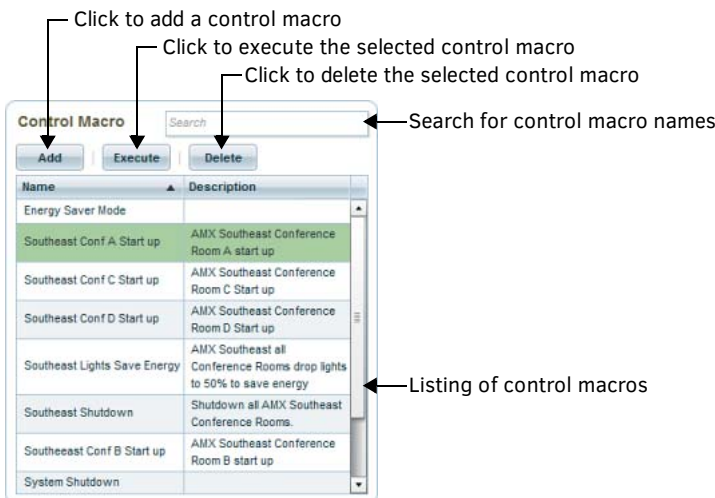 Click to add a control macro
Click to execute the selected control macro
Click to delete the selected control macro
Control Macro
Search
Search for control macro names
Add
Execute
Delete
Name
Description
Energy Saver Mode
Southeast Conf A Start up
AMX Southeast Conference
Room A start up
Southeast Conf C Start up
AMX Southeast Conference
Room C Start up
Southeast Conf D Start up
AMX Southeast Conference
Room D Start up
Southeast Lights Save Energy
AMX Southeast all
Conference Rooms drop lights
to 50% to save energy
Listing of control macros
Southeast Shutdown
Shutdown all AMX Southeast
Conference Rooms.
Southeeast Conf B Start up
AMX Southeast Conference
Room B start up
System Shutdown